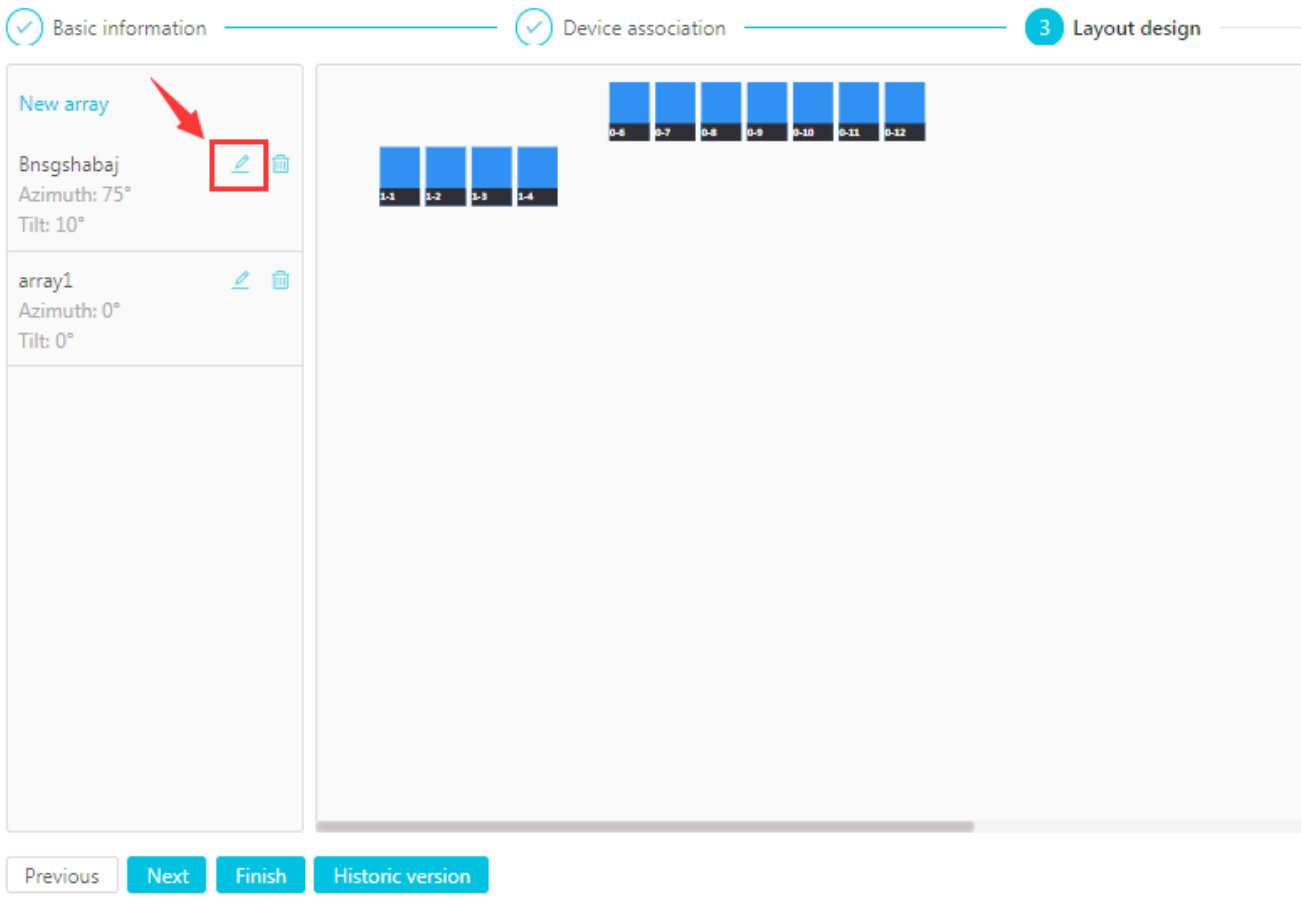 Basic information
Device association
3 Layout design
New array
Bnsgshabaj
Azimuth: 75°
Tilt: 10°
array1
Azimuth: 0°
Tilt: 0°
0-6 0-7 0-8 0-9 0-10 0-11 0-12
1-1 1-2 1-3 1-4
Previous Next Finish Historic version